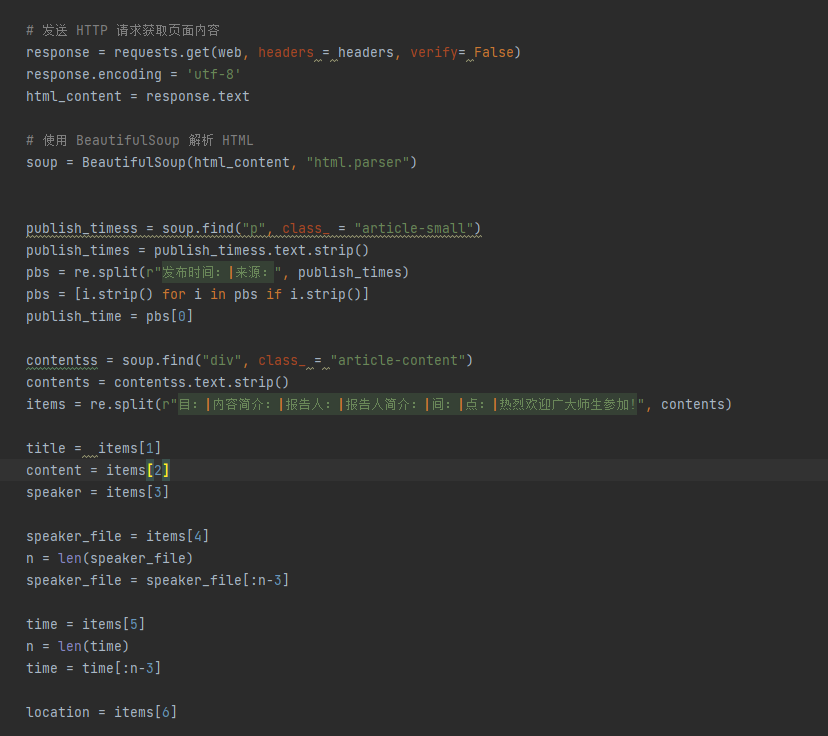 # 发送 HTTP 请求获取页面内容
response = requests.get(web, headers = headers, verify= False)
response.encoding = 'utf-8'
html_content = response.text
# 使用 BeautifulSoup 解析 HTML
soup = BeautifulSoup(html_content, "html.parser")
publish_timess = soup.find("p", class_ = "article-small")
publish_times = publish_timess.text.strip()
pbs = re.split(r"发布时间：|来源：", publish_times)
pbs = [i.strip() for i in pbs if i.strip()]
publish_time = pbs[0]
contentss = soup.find("div", class_ = "article-content")
contents = contentss.text.strip()
items = re.split(r"目：|内容简介：|报告人：|报告人简介：|间：|点：|热烈欢迎广大师生参加!", contents)
title =  items[1]
content = items[2]
speaker = items[3]
speaker_file = items[4]
n = len(speaker_file)
speaker_file = speaker_file[:n-3]
time = items[5]
n = len(time)
time = time[:n-3]
location = items[6]